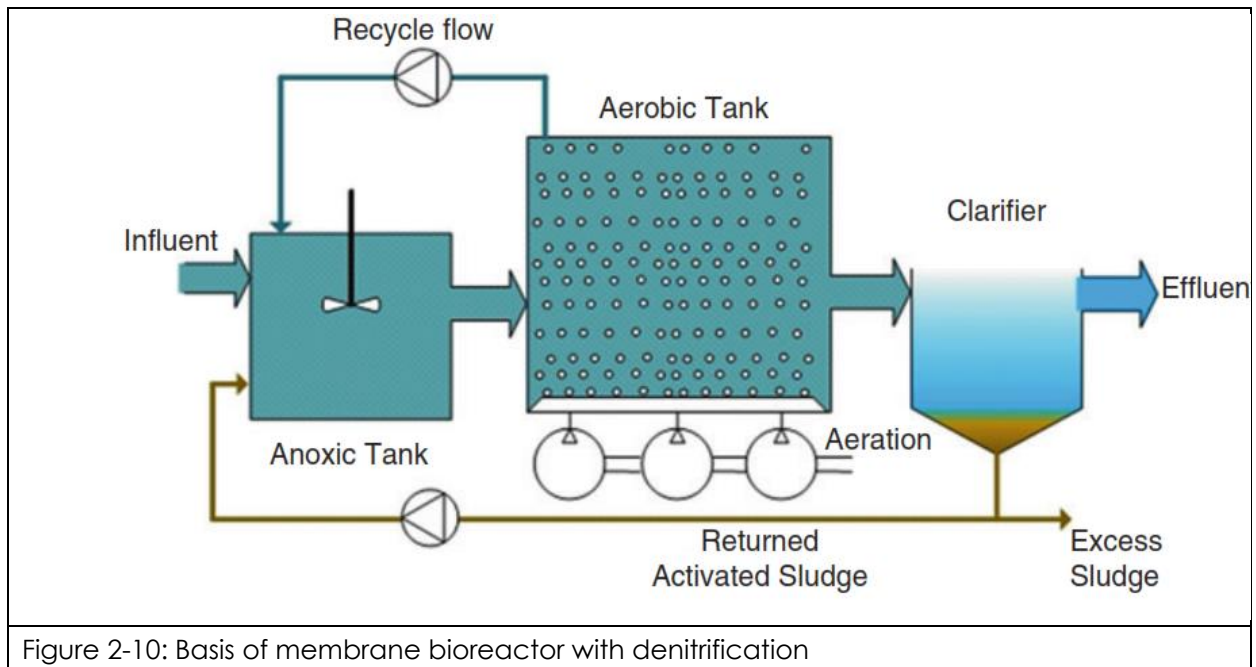 Recycle flow
Aerobic Tank
Clarifier
Influent
Effluen
Anoxic Tank
Aeration
Returned
Activated Sludge
Excess
Sludge
Figure 2-10: Basis of membrane bioreactor with denitrification